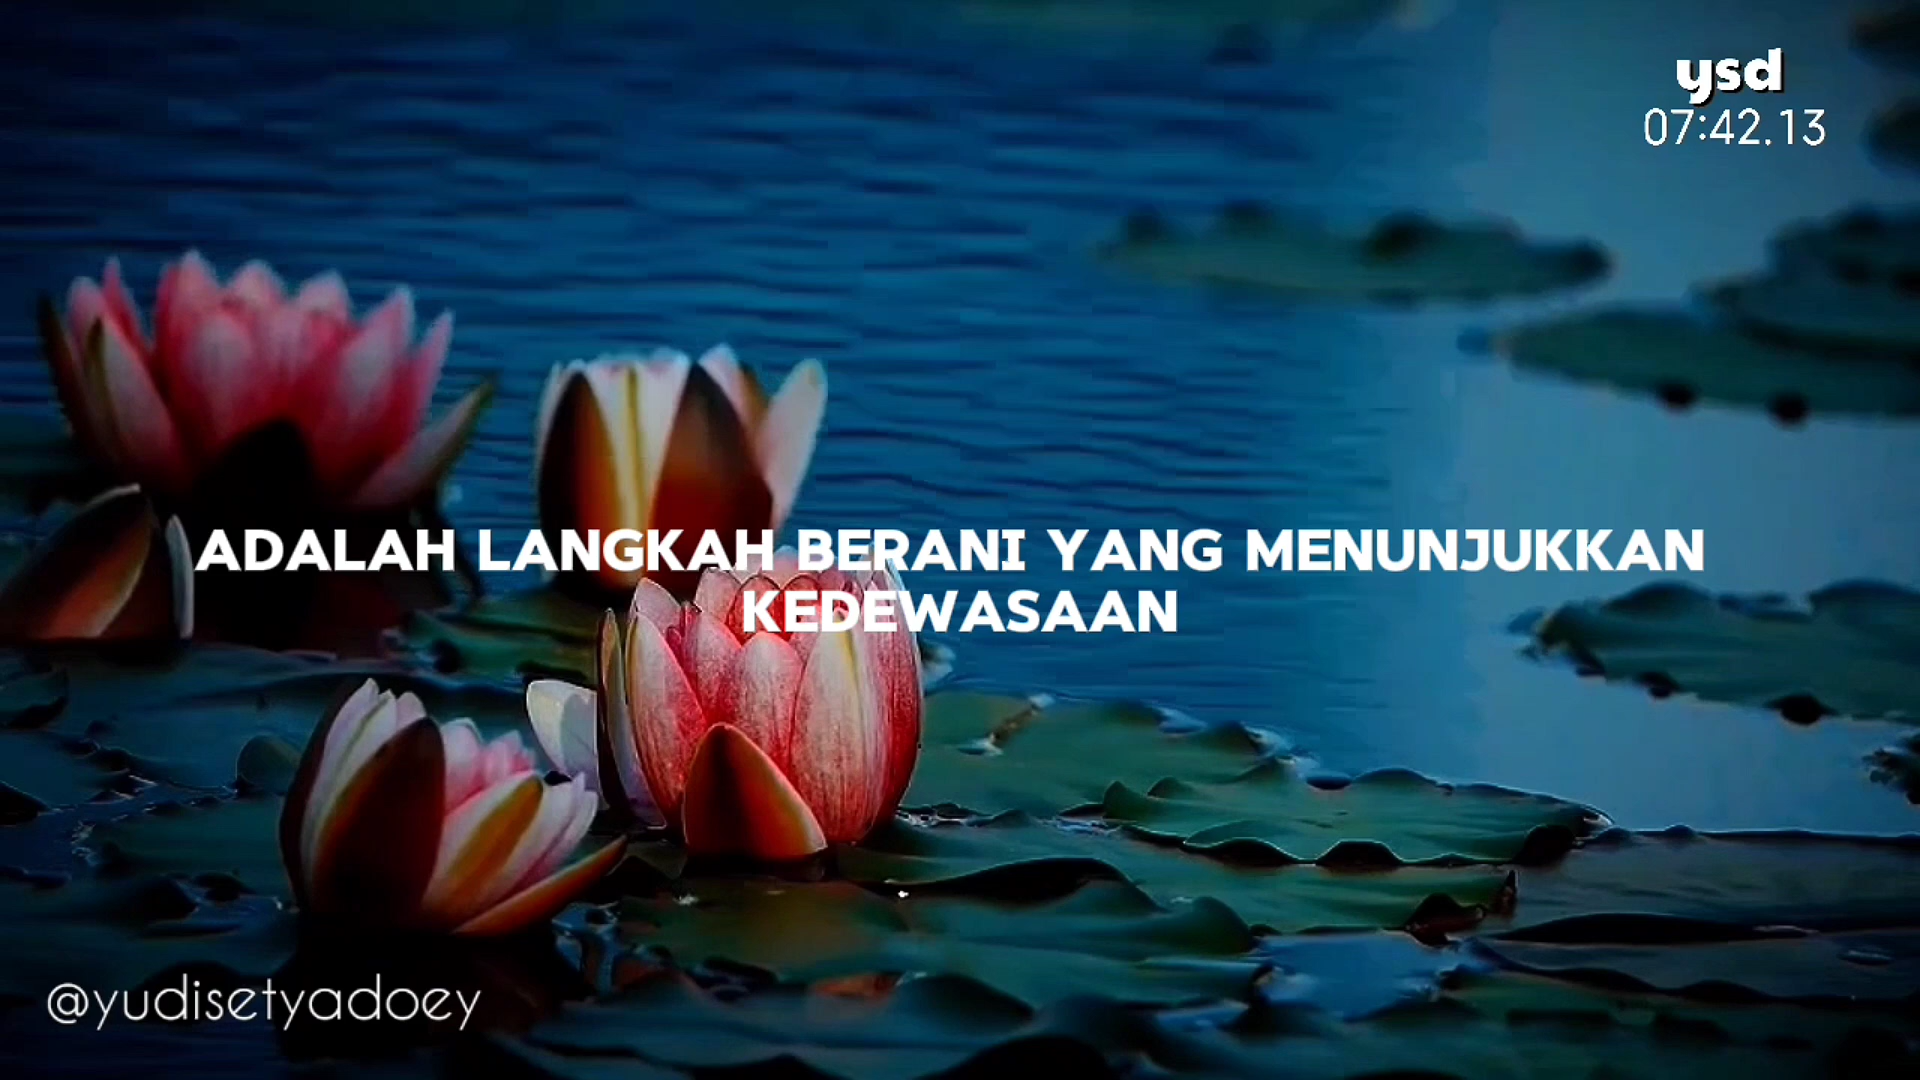 ysd
07:42.13
ADALAH LANGKAH BERANI YANG MENUNJUKKAN
KEDEWASAAN
@yudisetyadoey